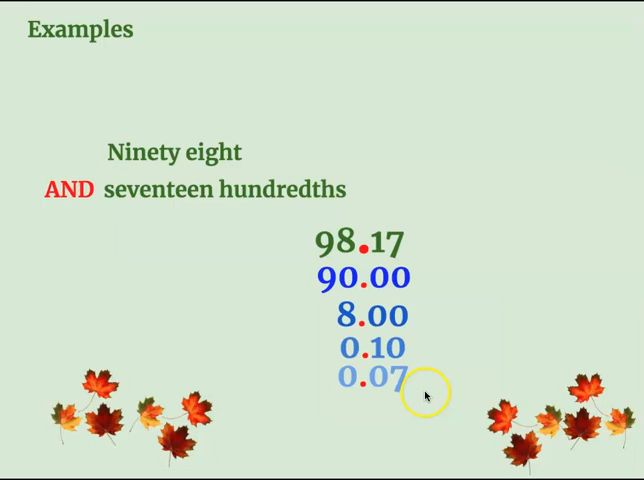 Examples
Ninety eight
AND seventeen hundredths
98.17
90.00
8.00
0.10
0.07